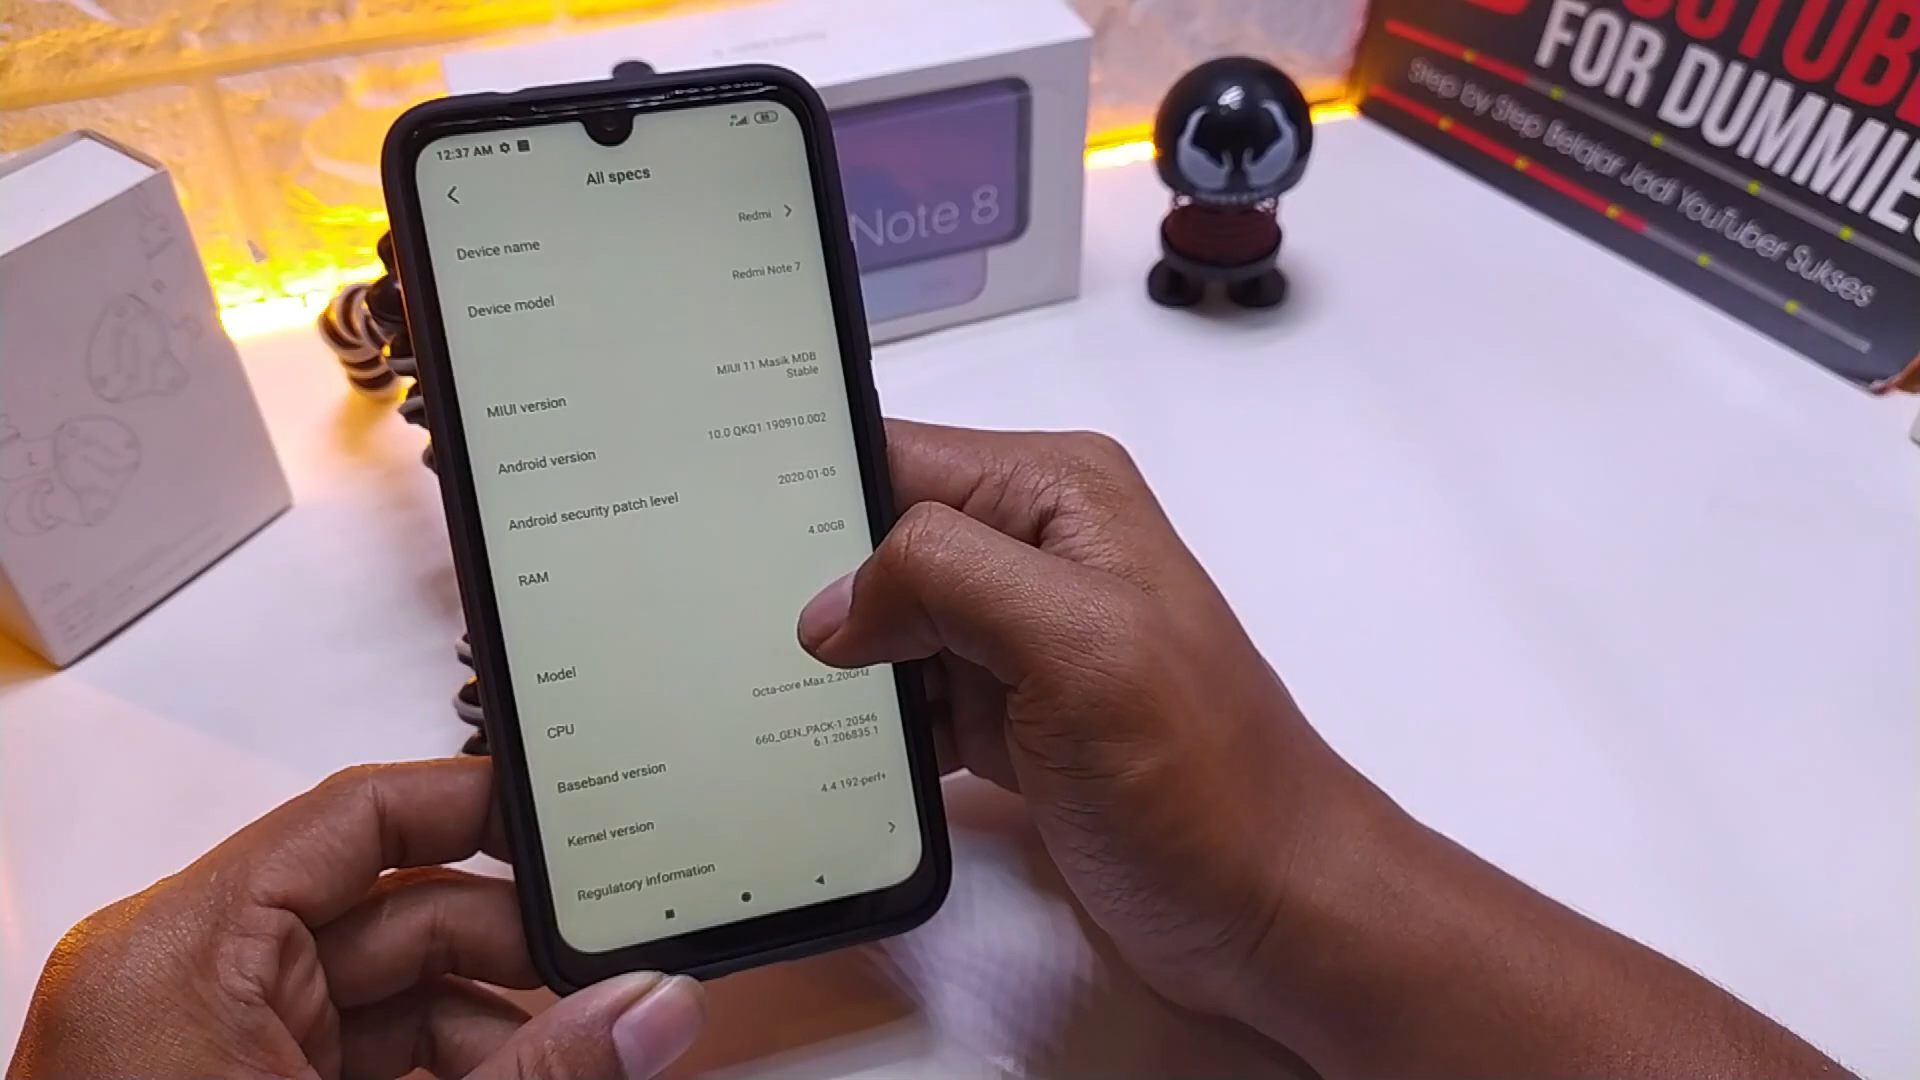 12:37 AM
All specs
Device name
Redmi
Device model
Redmi Note 7
MIUI version
MIUI 11 Masik MDB
Stable
Android version
10.0 QKQ1.190910.002
Android security patch level
2020-01-05
RAM
4.00GB
Model
CPU
Octa-core Max 2.20GHz
Baseband version
660_GEN_PACK-1.20546
6.1.206835.1
Kernel version
4.4.192-perf+
Regulatory information
Note 8
FOR DUMMIES
Step by Step Belajar Jadi YouTuber Sukses